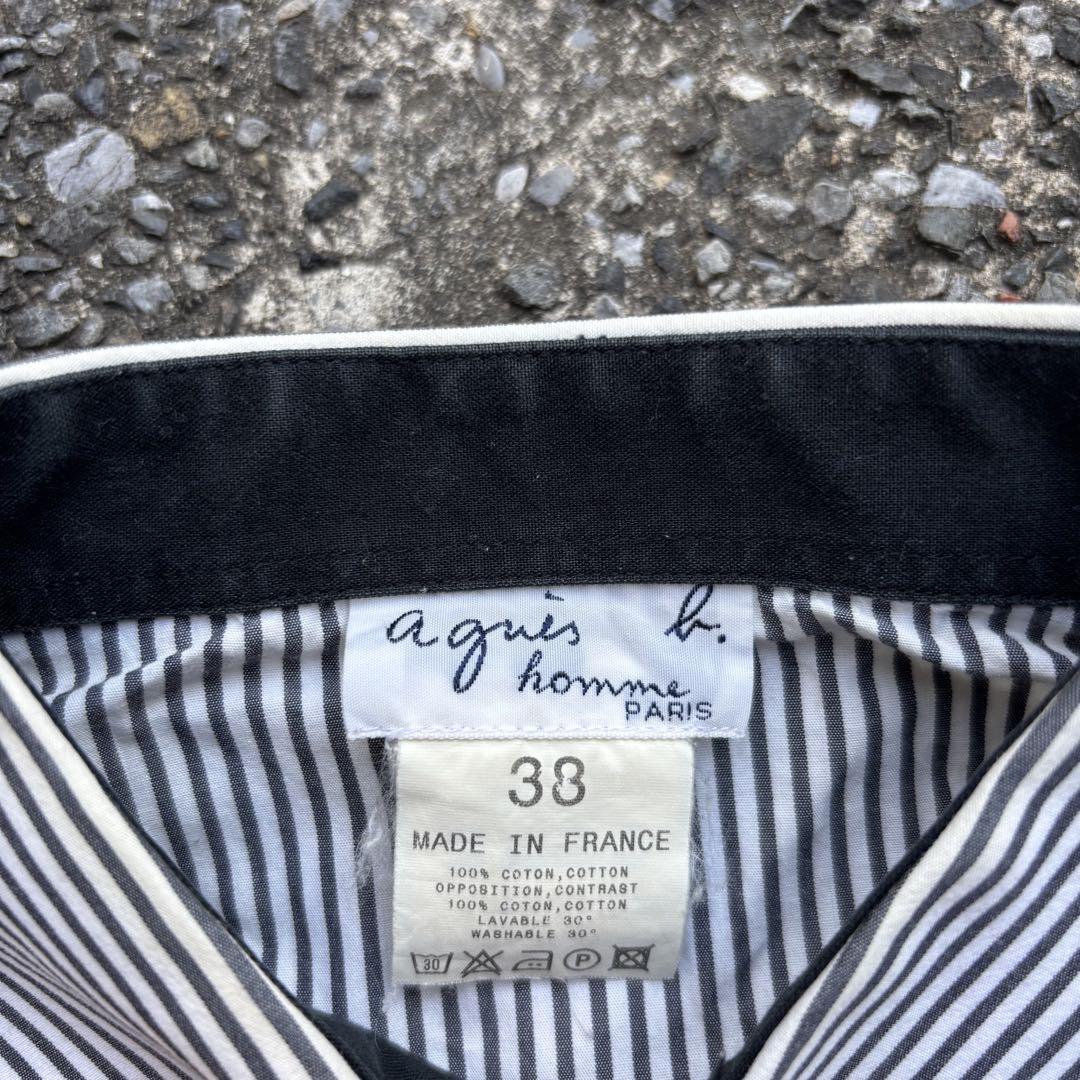 agnès b.
homme
PARIS
38
MADE IN FRANCE
100% COTON,COTTON
OPPOSITION,CONTRAST
100% COTON,COTTON
LAVABLE 30°
WASHABLE 30°
30 P